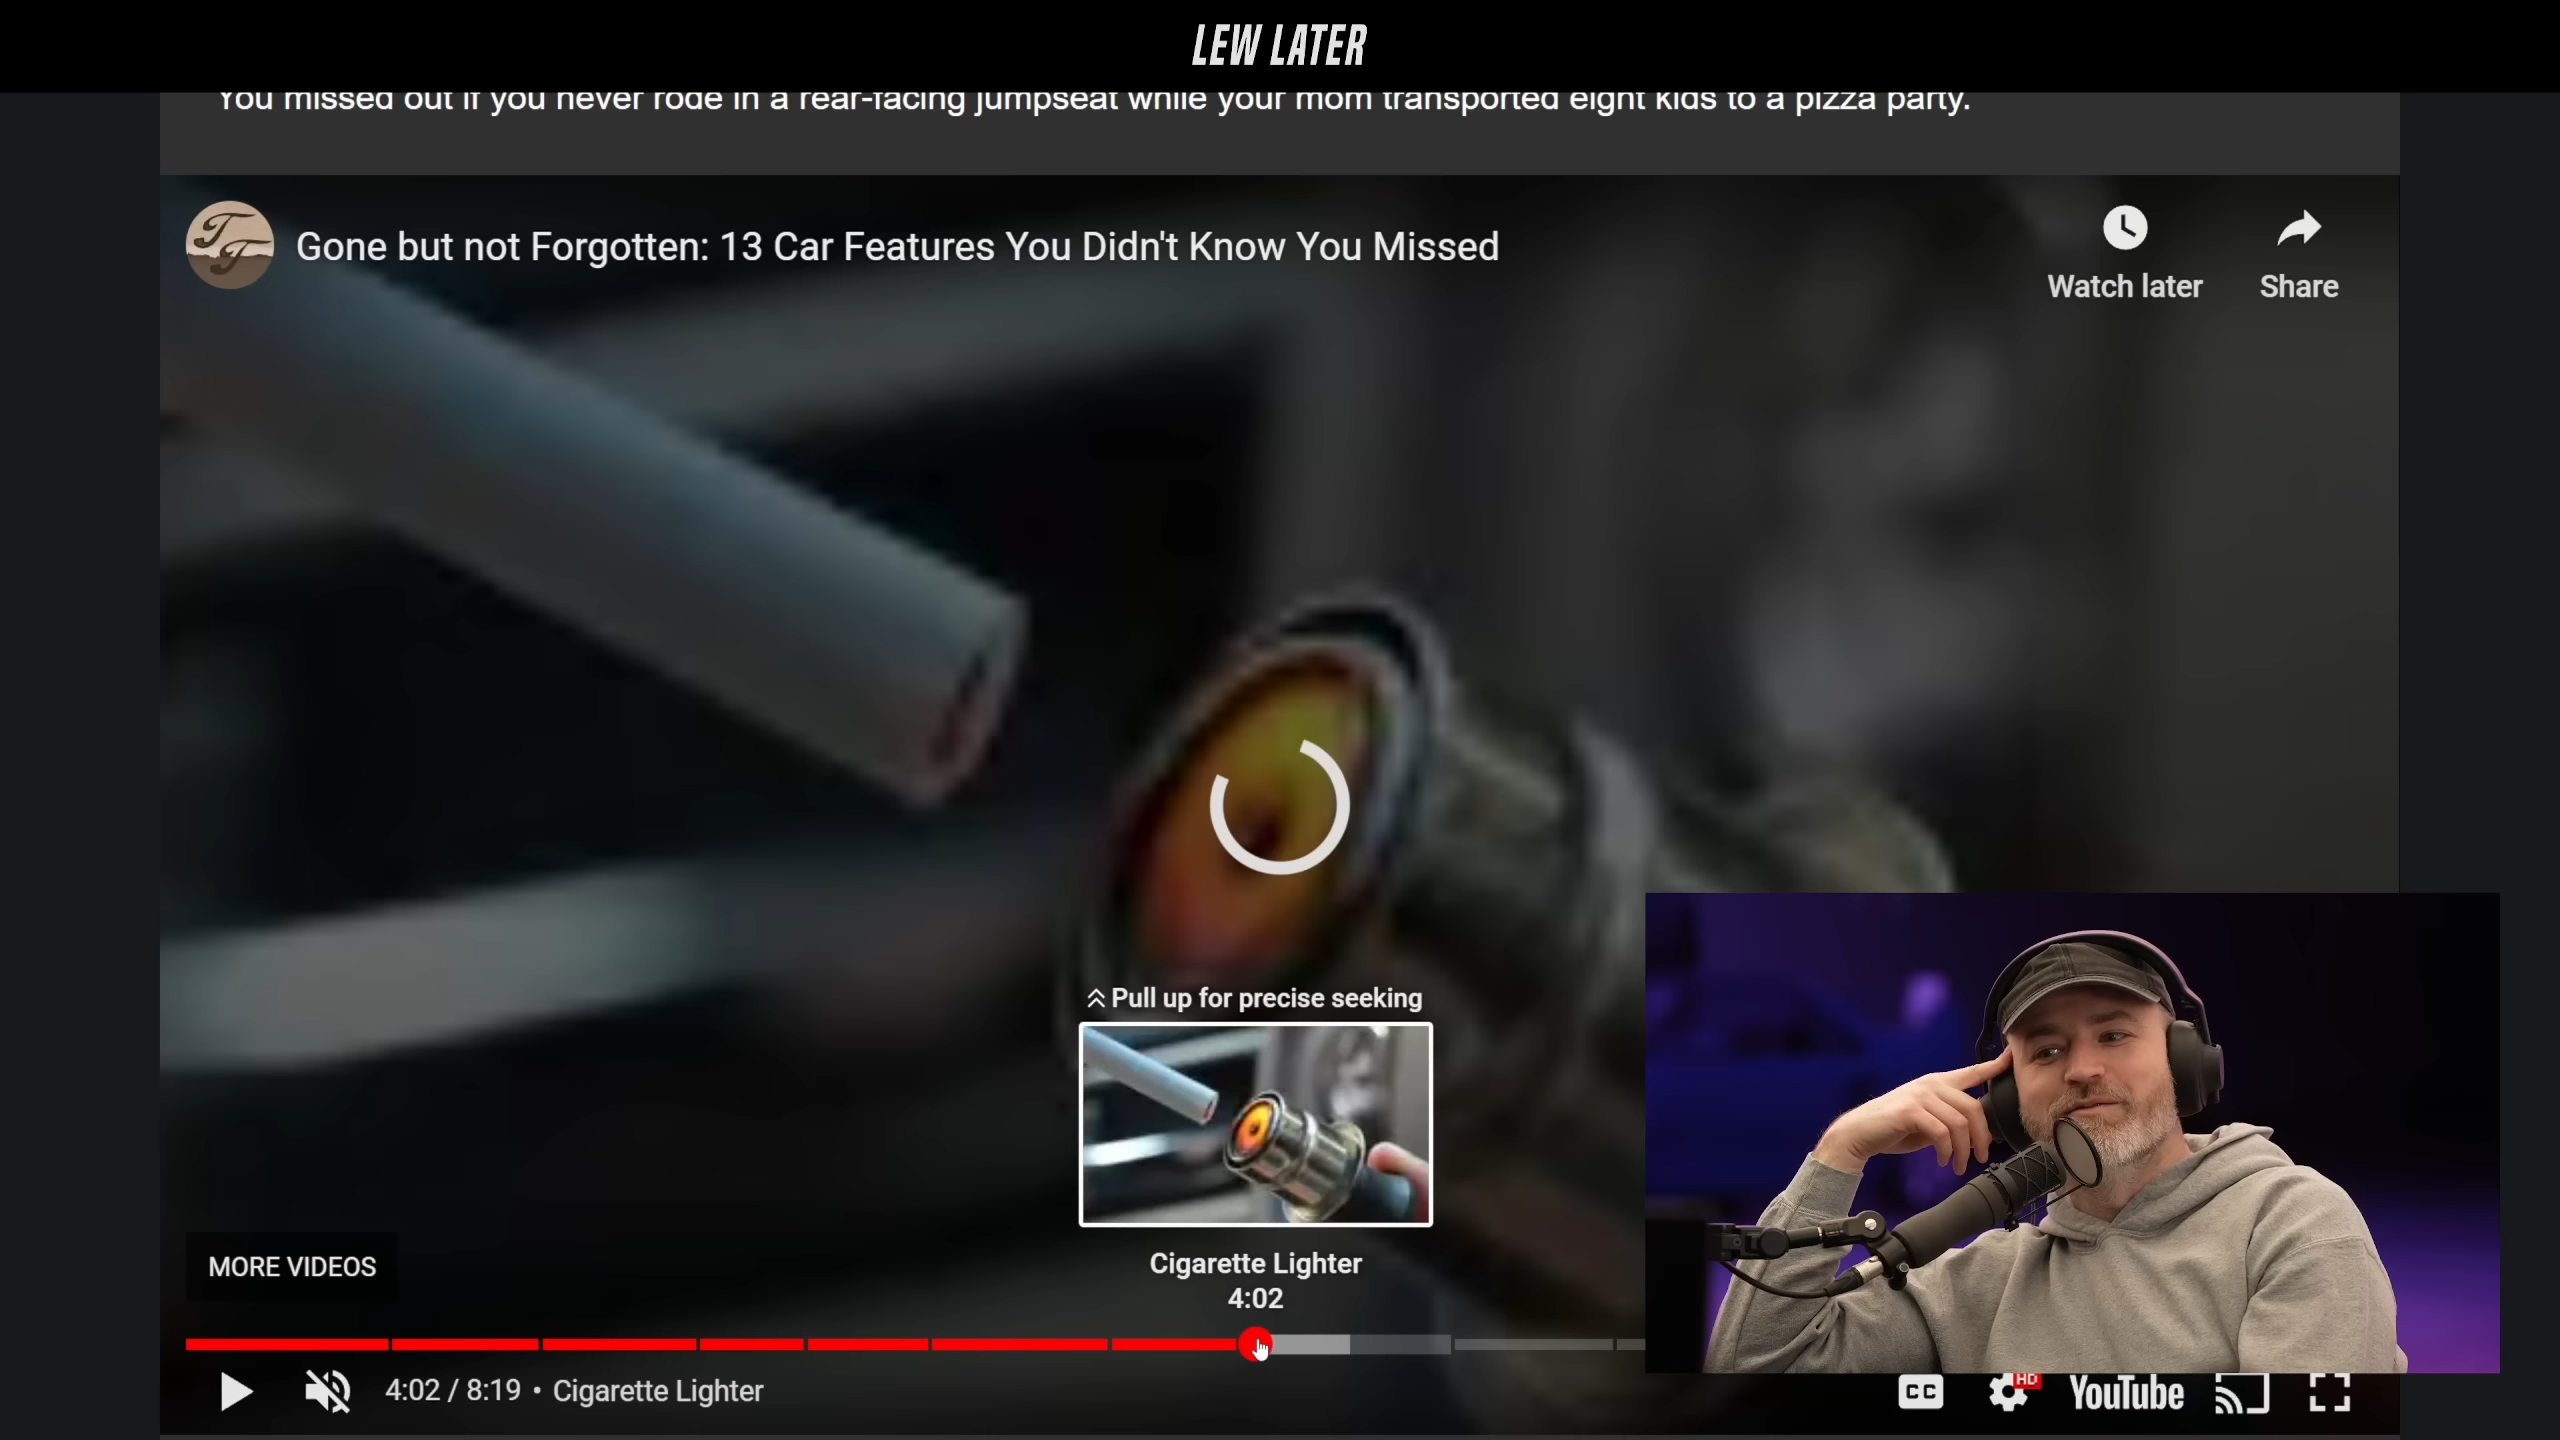 LEW LATER
You missed out if you never rode in a rear-facing jumpseat while your mom transported eight kids to a pizza party.
Gone but not Forgotten: 13 Car Features You Didn't Know You Missed
Watch later
Share
Pull up for precise seeking
Cigarette Lighter
4:02
MORE VIDEOS
4:02 / 8:19 • Cigarette Lighter
CC
HD
YouTube